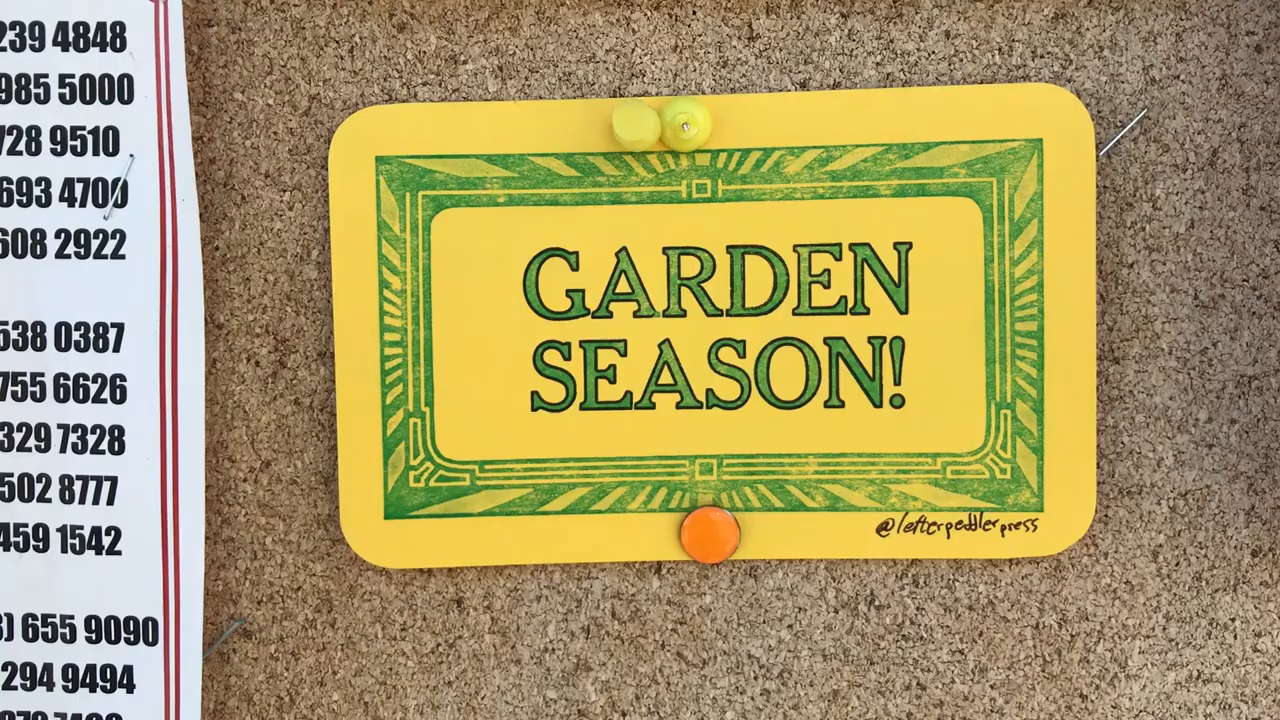 239 4848
985 5000
728 9510
693 4700
608 2922
538 0387
755 6626
329 7328
502 8777
459 1542
) 655 9090
294 9494
GARDEN
SEASON!
@letterpeddlerpress